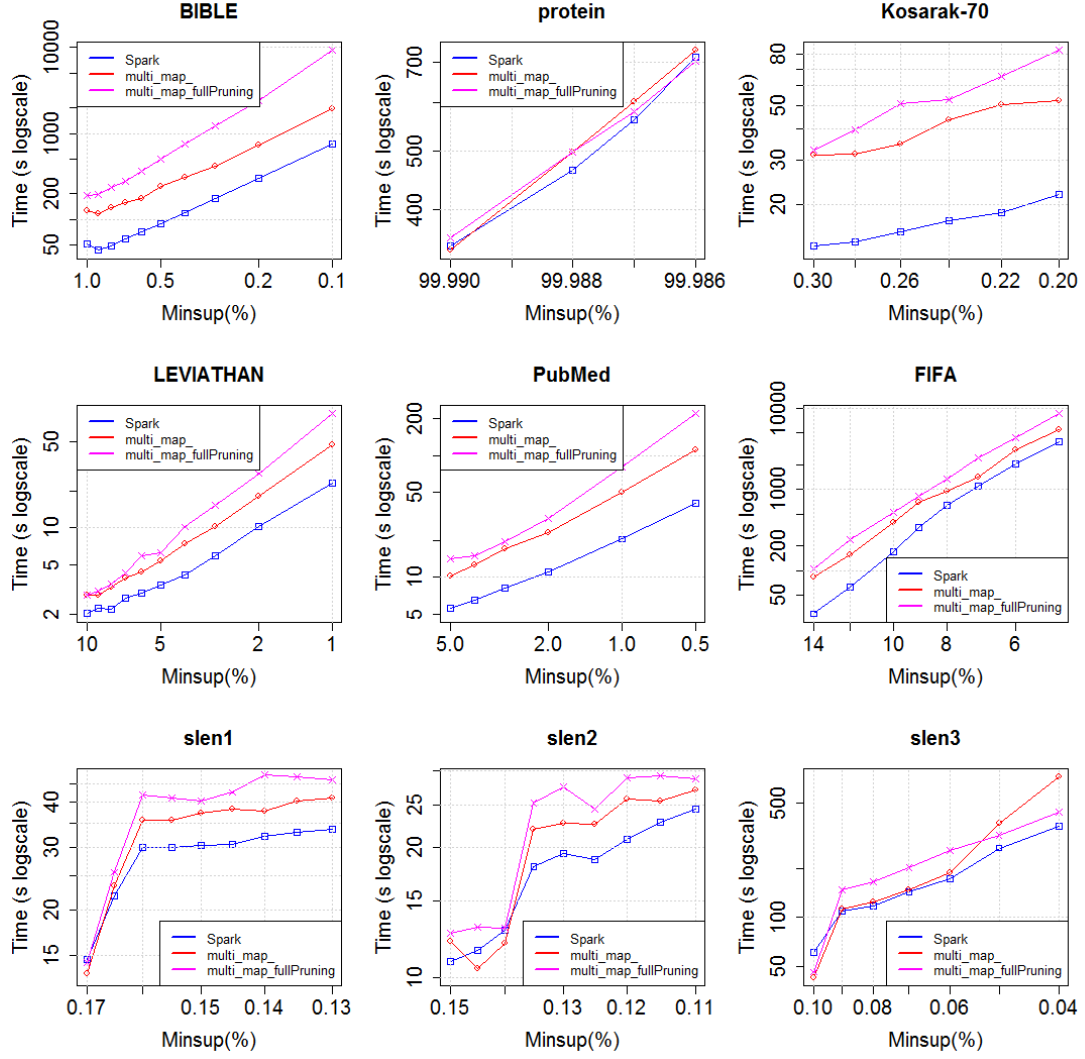 BIBLE
Time (s logscale)
50 200 1000 10000
Spark
multi_map_
multi_map_fullPruning
1.0 0.5 0.2 0.1
Minsup(%)
protein
Time (s logscale)
400 500 700
Spark
multi_map_
multi_map_fullPruning
99.990 99.988 99.986
Minsup(%)
Kosarak-70
Time (s logscale)
20 30 50 80
0.30 0.26 0.22 0.20
Minsup(%)
LEVIATHAN
Time (s logscale)
2 5 10 50
Spark
multi_map_
multi_map_fullPruning
10 5 2 1
Minsup(%)
PubMed
Time (s logscale)
5 10 50 200
Spark
multi_map_
multi_map_fullPruning
5.0 2.0 1.0 0.5
Minsup(%)
FIFA
Time (s logscale)
50 200 1000 10000
Spark
multi_map_
multi_map_fullPruning
14 10 8 6
Minsup(%)
slen1
Time (s logscale)
15 20 30 40
Spark
multi_map_
multi_map_fullPruning
0.17 0.15 0.13
Minsup(%)
slen2
Time (s logscale)
10 15 20 25
Spark
multi_map_
multi_map_fullPruning
0.15 0.13 0.12 0.11
Minsup(%)
slen3
Time (s logscale)
50 100 500
Spark
multi_map_
multi_map_fullPruning
0.10 0.08 0.06 0.04
Minsup(%)